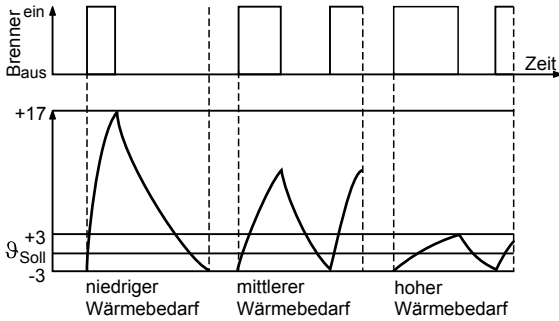 Brenner
ein
aus
Zeit
+17
+3
ϑSoll
-3
niedriger
Wärmebedarf
mittlerer
Wärmebedarf
hoher
Wärmebedarf